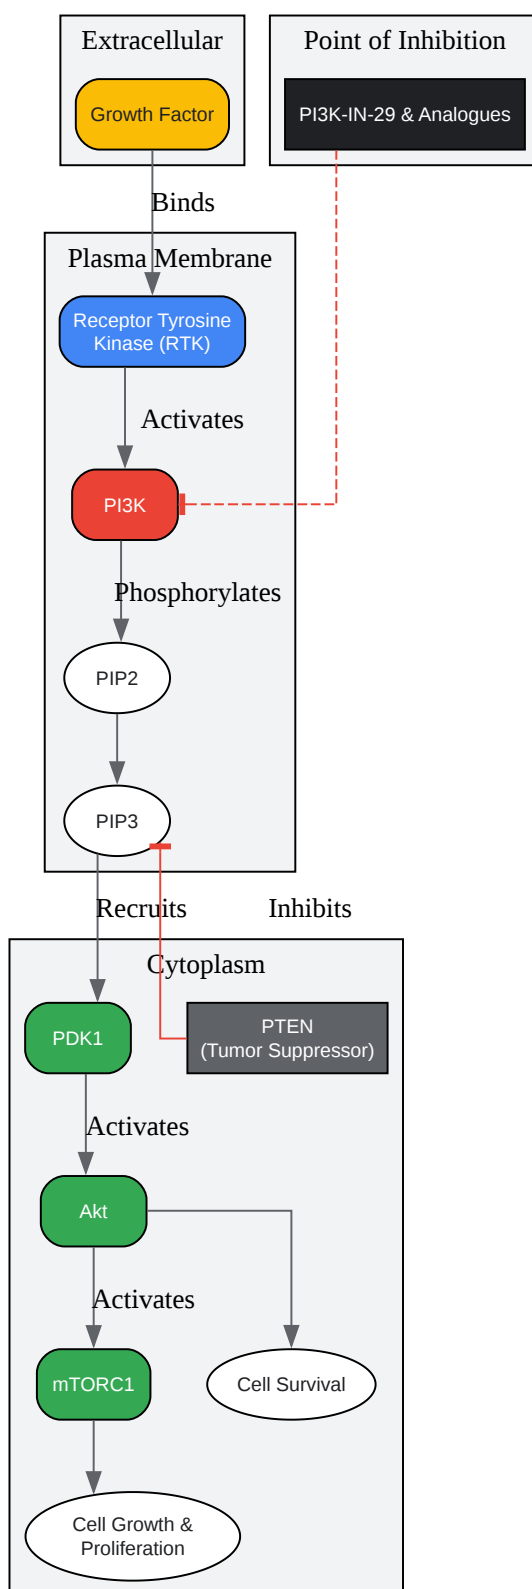 Extracellular
Point of Inhibition
Growth Factor
PI3K-IN-29 & Analogues
Binds
Plasma Membrane
Receptor Tyrosine
Kinase (RTK)
Activates
PI3K
Phosphorylates
PIP2
PIP3
Recruits
Inhibits
Cytoplasm
PDK1
PTEN
(Tumor Suppressor)
Activates
Akt
Activates
mTORC1
Cell Survival
Cell Growth &
Proliferation